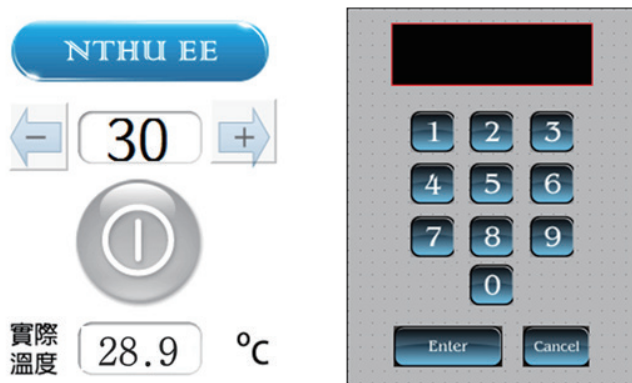 NTHU EE
− 30 +
實際
溫度 28.9 °C
1 2 3
4 5 6
7 8 9
0
Enter Cancel